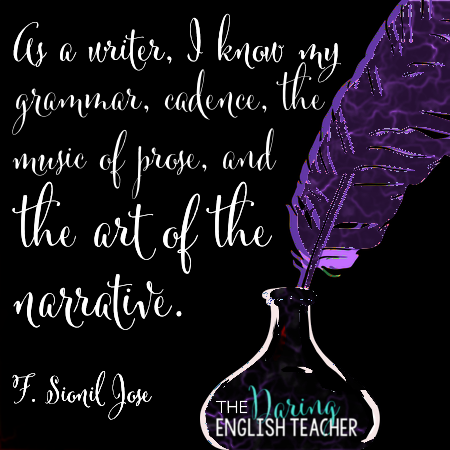 As a writer, I know my
grammar, cadence, the
music of prose, and
the art of the
narrative.
F. Sionil Jose
THE Daring
ENGLISH TEACHER